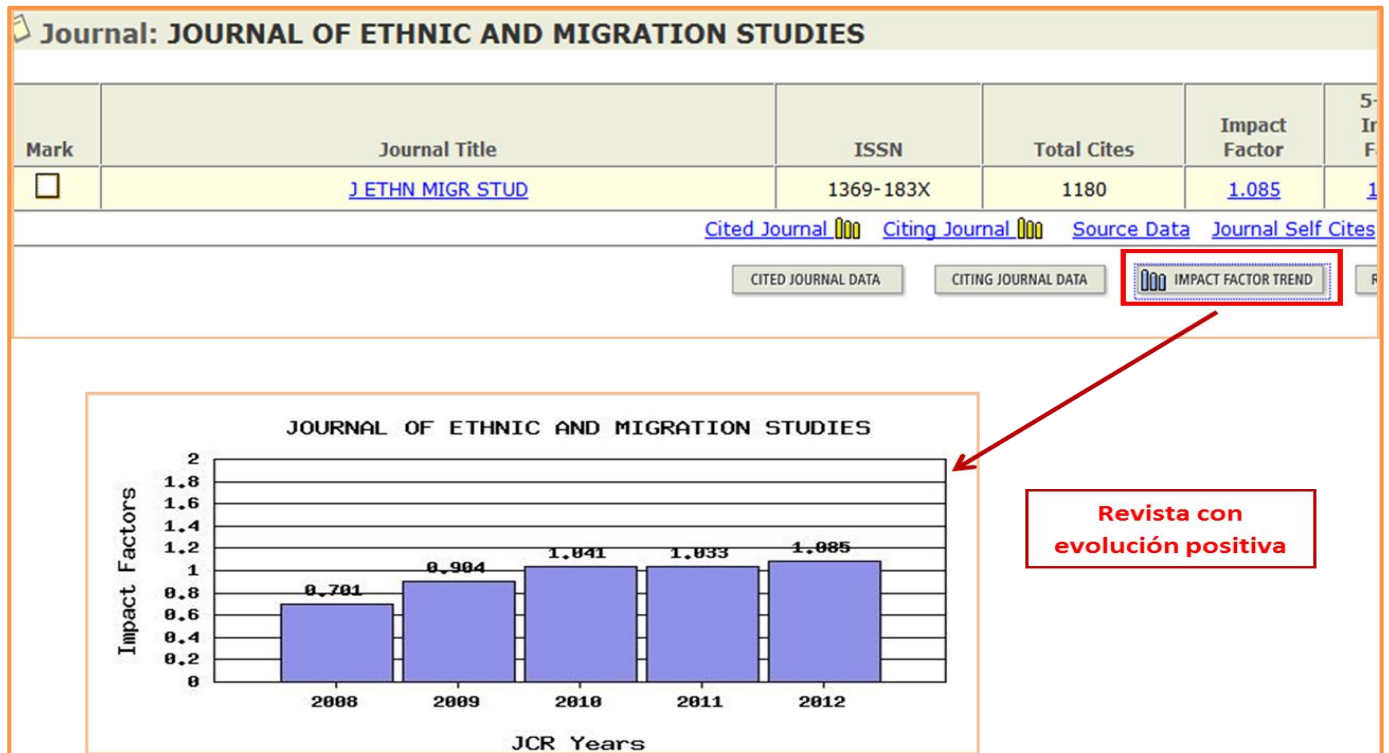 Journal: JOURNAL OF ETHNIC AND MIGRATION STUDIES
Mark Journal Title ISSN Total Cites Impact Factor 5-
J ETHN MIGR STUD 1369-183X 1180 1.085 1
Cited Journal Citing Journal Source Data Journal Self Cites
CITED JOURNAL DATA CITING JOURNAL DATA IMPACT FACTOR TREND R
JOURNAL OF ETHNIC AND MIGRATION STUDIES
Impact Factors
2
1.8
1.6
1.4
1.2
1
0.8
0.6
0.4
0.2
0
0.701 0.904 1.041 1.033 1.085
2008 2009 2010 2011 2012
JCR Years
Revista con
evolución positiva